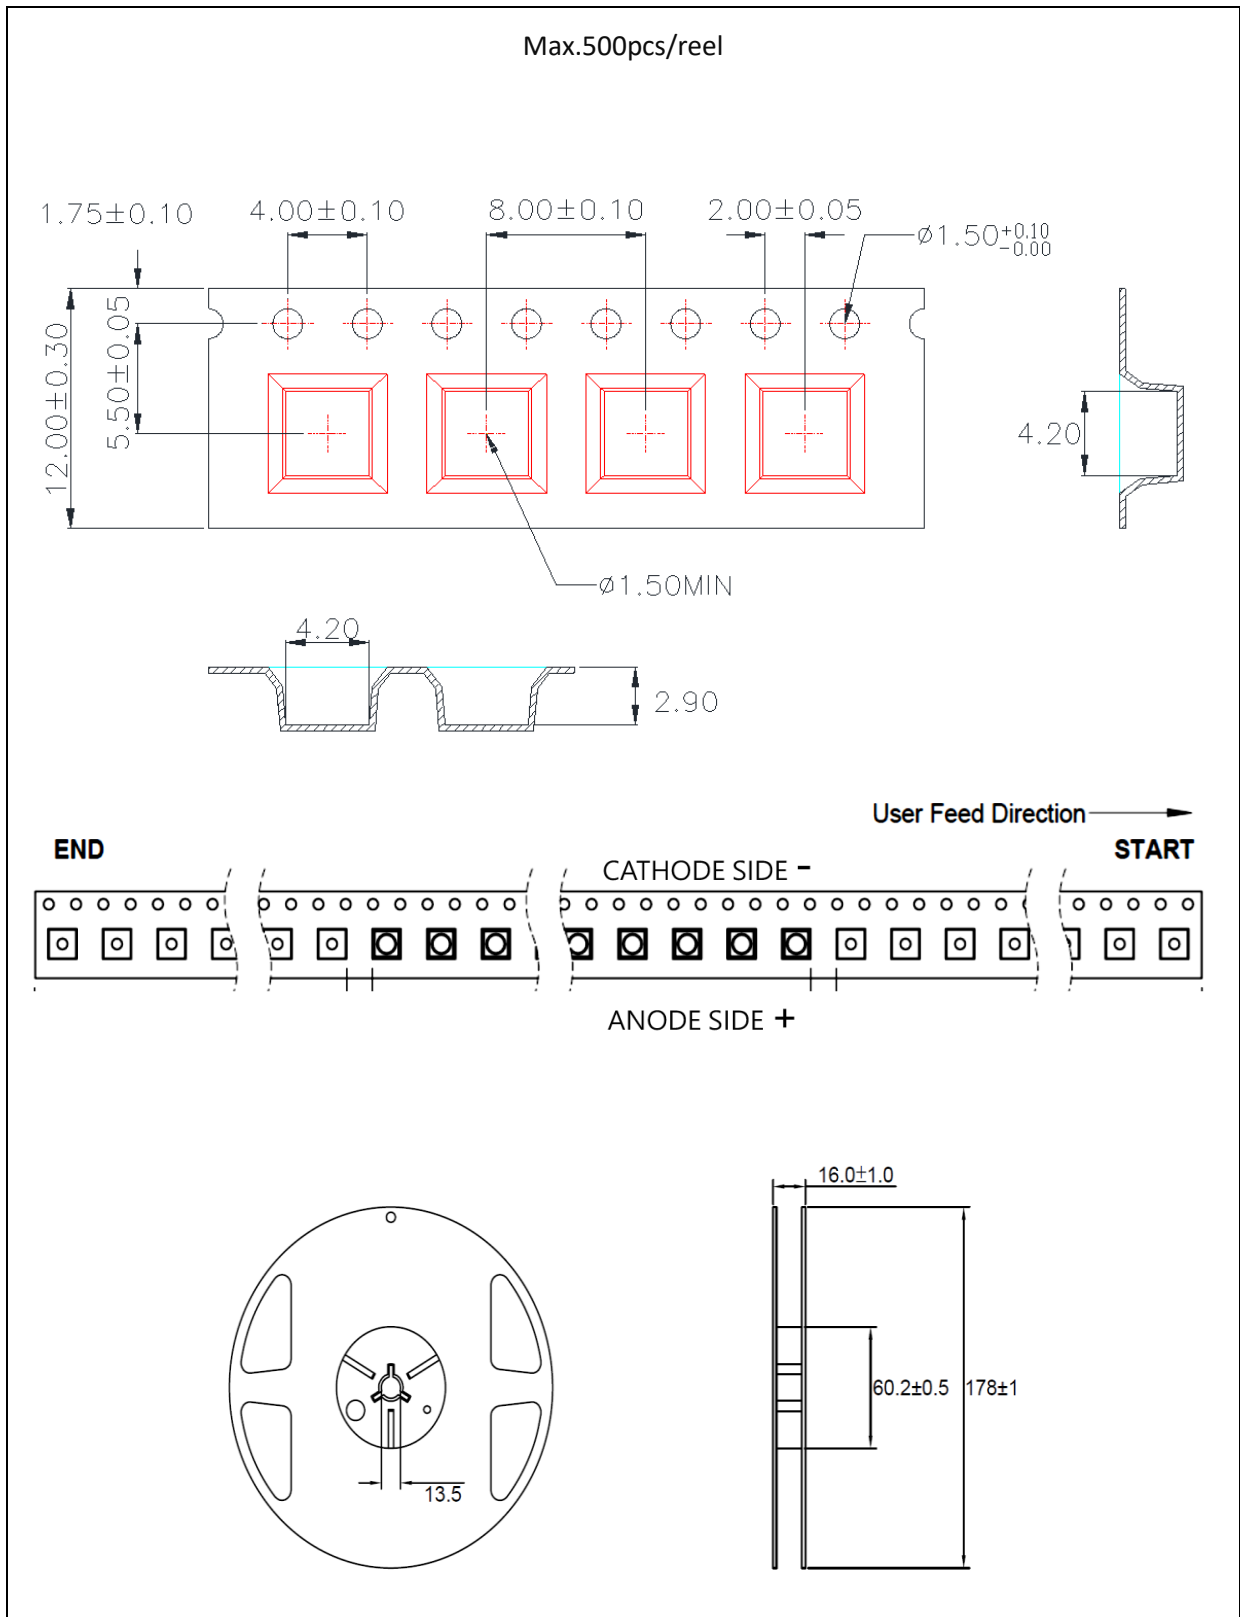 Max.500pcs/reel
1.75±0.10
4.00±0.10
8.00±0.10
2.00±0.05
ø1.50+0.10 -0.00
12.00±0.30
5.50±0.05
4.20
ø1.50MIN
4.20
2.90
User Feed Direction
END
START
CATHODE SIDE -
ANODE SIDE +
16.0±1.0
60.2±0.5
178±1
13.5